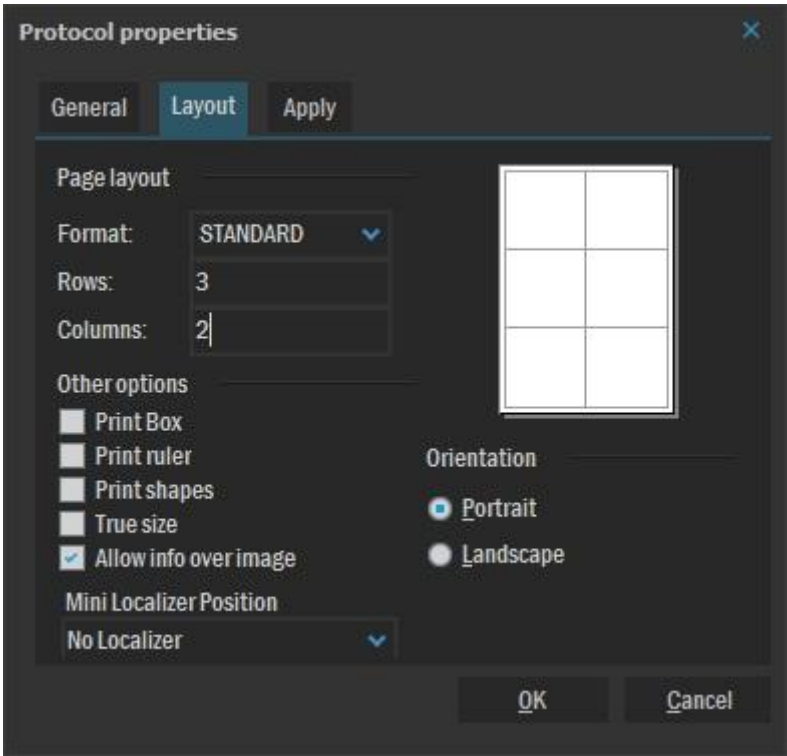 Protocol properties
General Layout Apply
Page layout
Format: STANDARD
Rows: 3
Columns: 2
Other options
Print Box
Print ruler
Print shapes
True size
Allow info over image
Mini Localizer Position
No Localizer
Orientation
Portrait
Landscape
OK Cancel